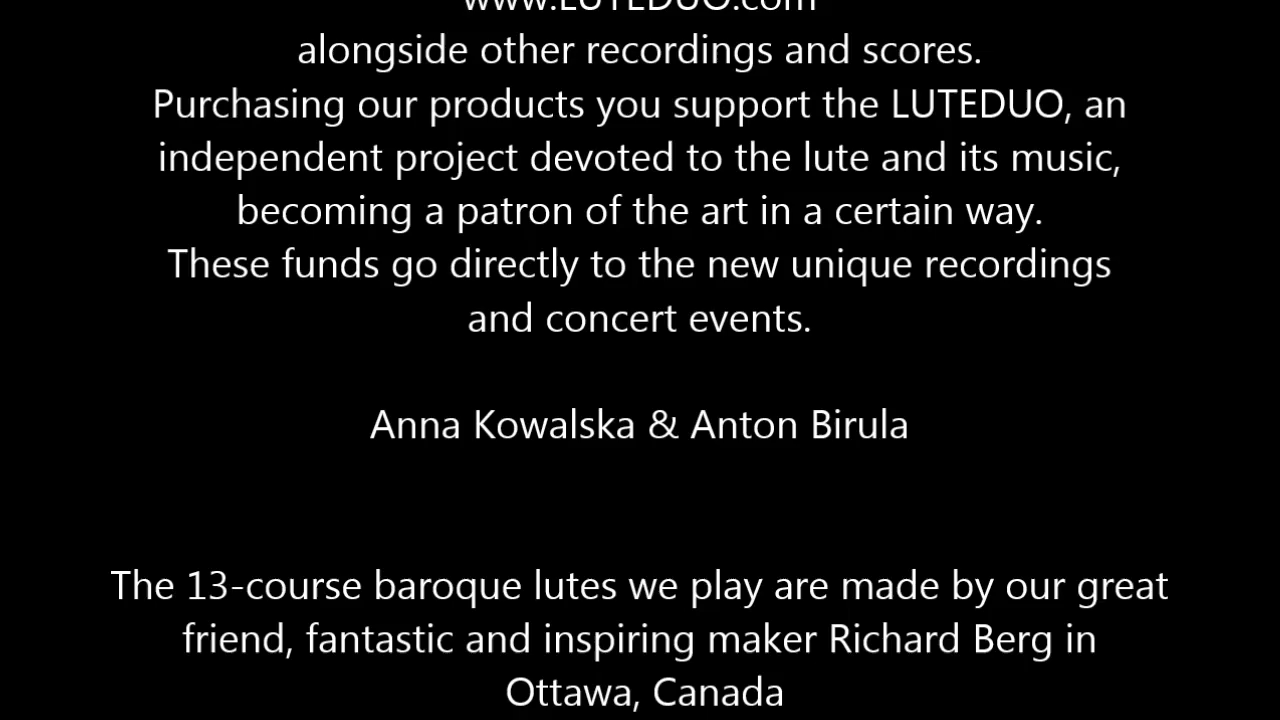 www.LUTEDUO.com
alongside other recordings and scores.
Purchasing our products you support the LUTEDUO, an
independent project devoted to the lute and its music,
becoming a patron of the art in a certain way.
These funds go directly to the new unique recordings
and concert events.
Anna Kowalska & Anton Birula
The 13-course baroque lutes we play are made by our great
friend, fantastic and inspiring maker Richard Berg in
Ottawa, Canada